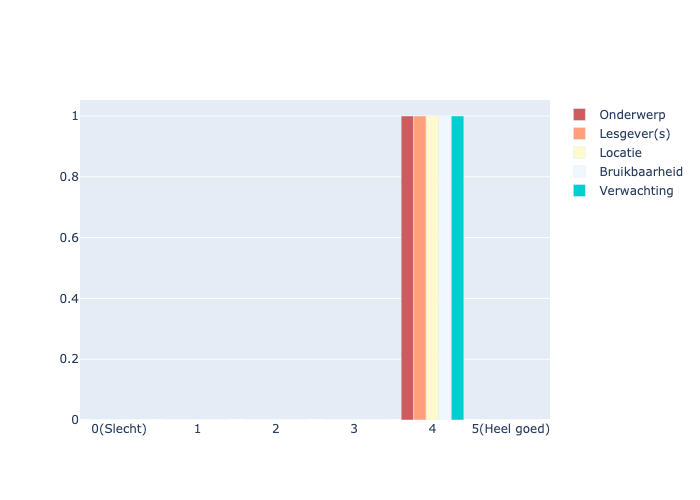 1
0.8
0.6
0.4
0.2
0
0(Slecht)
1
2
3
4
5(Heel goed)
Onderwerp
Lesgever(s)
Locatie
Bruikbaarheid
Verwachting